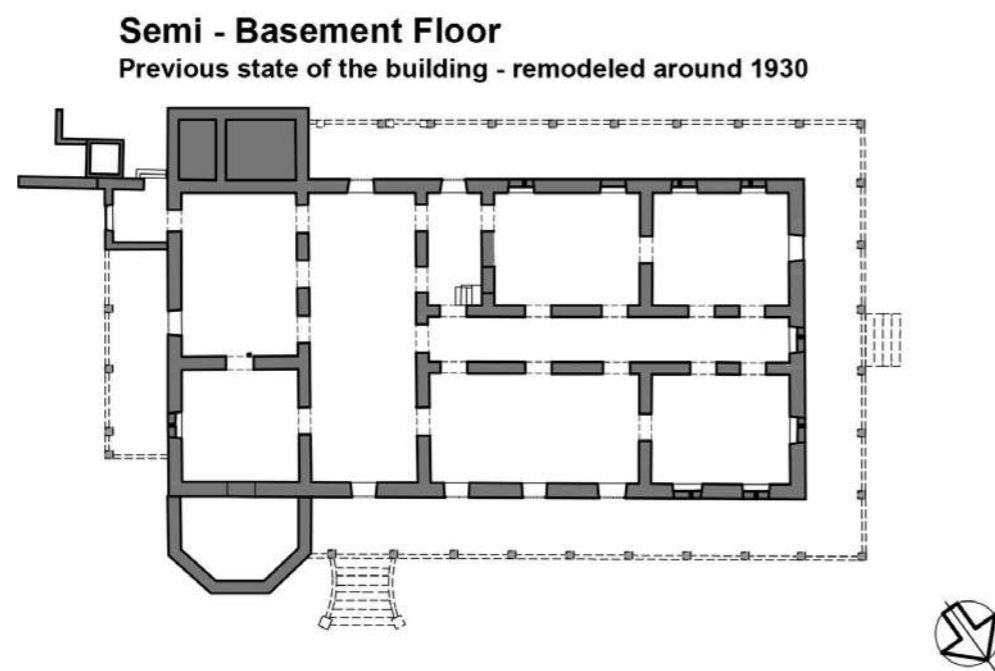 Semi - Basement Floor
Previous state of the building - remodeled around 1930